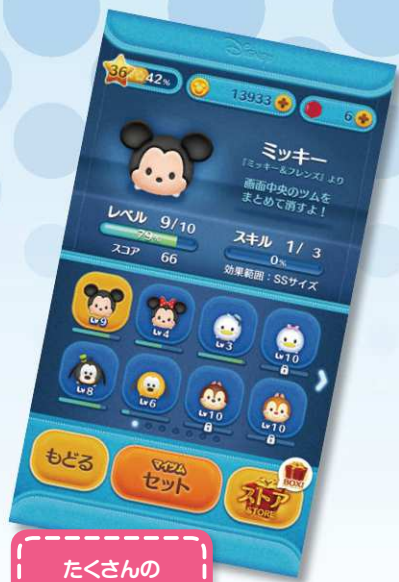 Disney
36 42%
13933
6
ミッキー
『ミッキー&フレンズ』より
画面中央のツムを
まとめて消すよ！
レベル 9/10
79%
スコア 66
スキル 1/3
0%
効果範囲：SSサイズ
Lv9 Lv4 Lv3 Lv10
Lv8 Lv6 Lv10 Lv10
もどる
マイツム
セット
BOX!
ストア
STORE
たくさんの